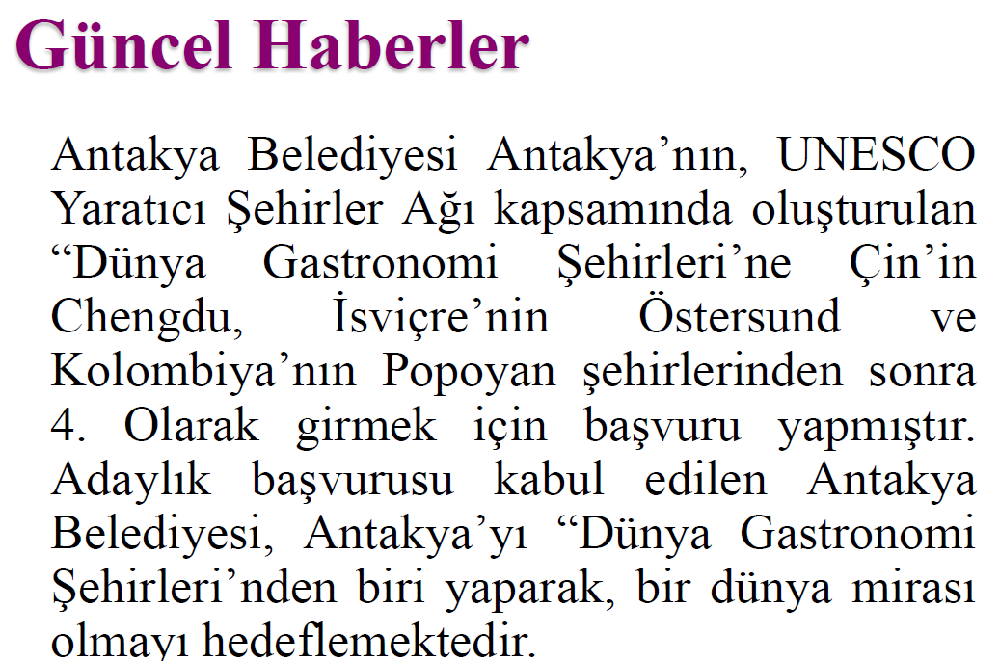 Güncel Haberler
Antakya Belediyesi Antakya’nın, UNESCO
Yaratıcı Şehirler Ağı kapsamında oluşturulan
“Dünya Gastronomi Şehirleri’ne Çin’in
Chengdu, İsviçre’nin Östersund ve
Kolombiya’nın Popoyan şehirlerinden sonra
4. Olarak girmek için başvuru yapmıştır.
Adaylık başvurusu kabul edilen Antakya
Belediyesi, Antakya’yı “Dünya Gastronomi
Şehirleri’nden biri yaparak, bir dünya mirası
olmayı hedeflemektedir.